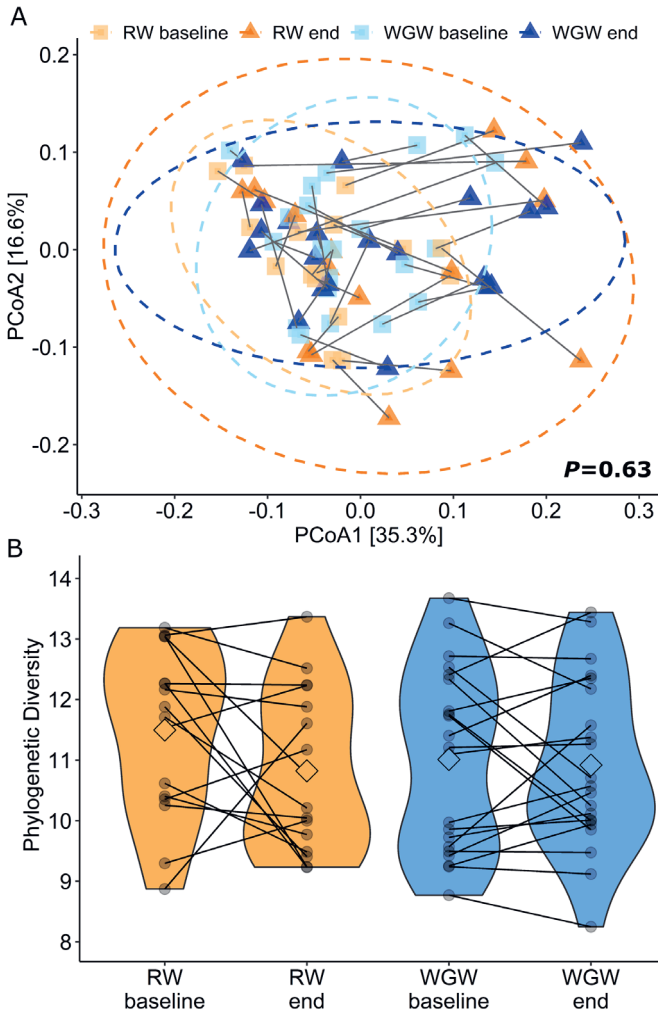 A
RW baseline RW end WGW baseline WGW end
0.2
0.1
0.0
-0.1
-0.2
PCoA2 [16.6%]
P=0.63
-0.3 -0.2 -0.1 0.0 0.1 0.2 0.3
PCoA1 [35.3%]
B
14
13
12
11
10
9
8
Phylogenetic Diversity
RW baseline
RW end
WGW baseline
WGW end